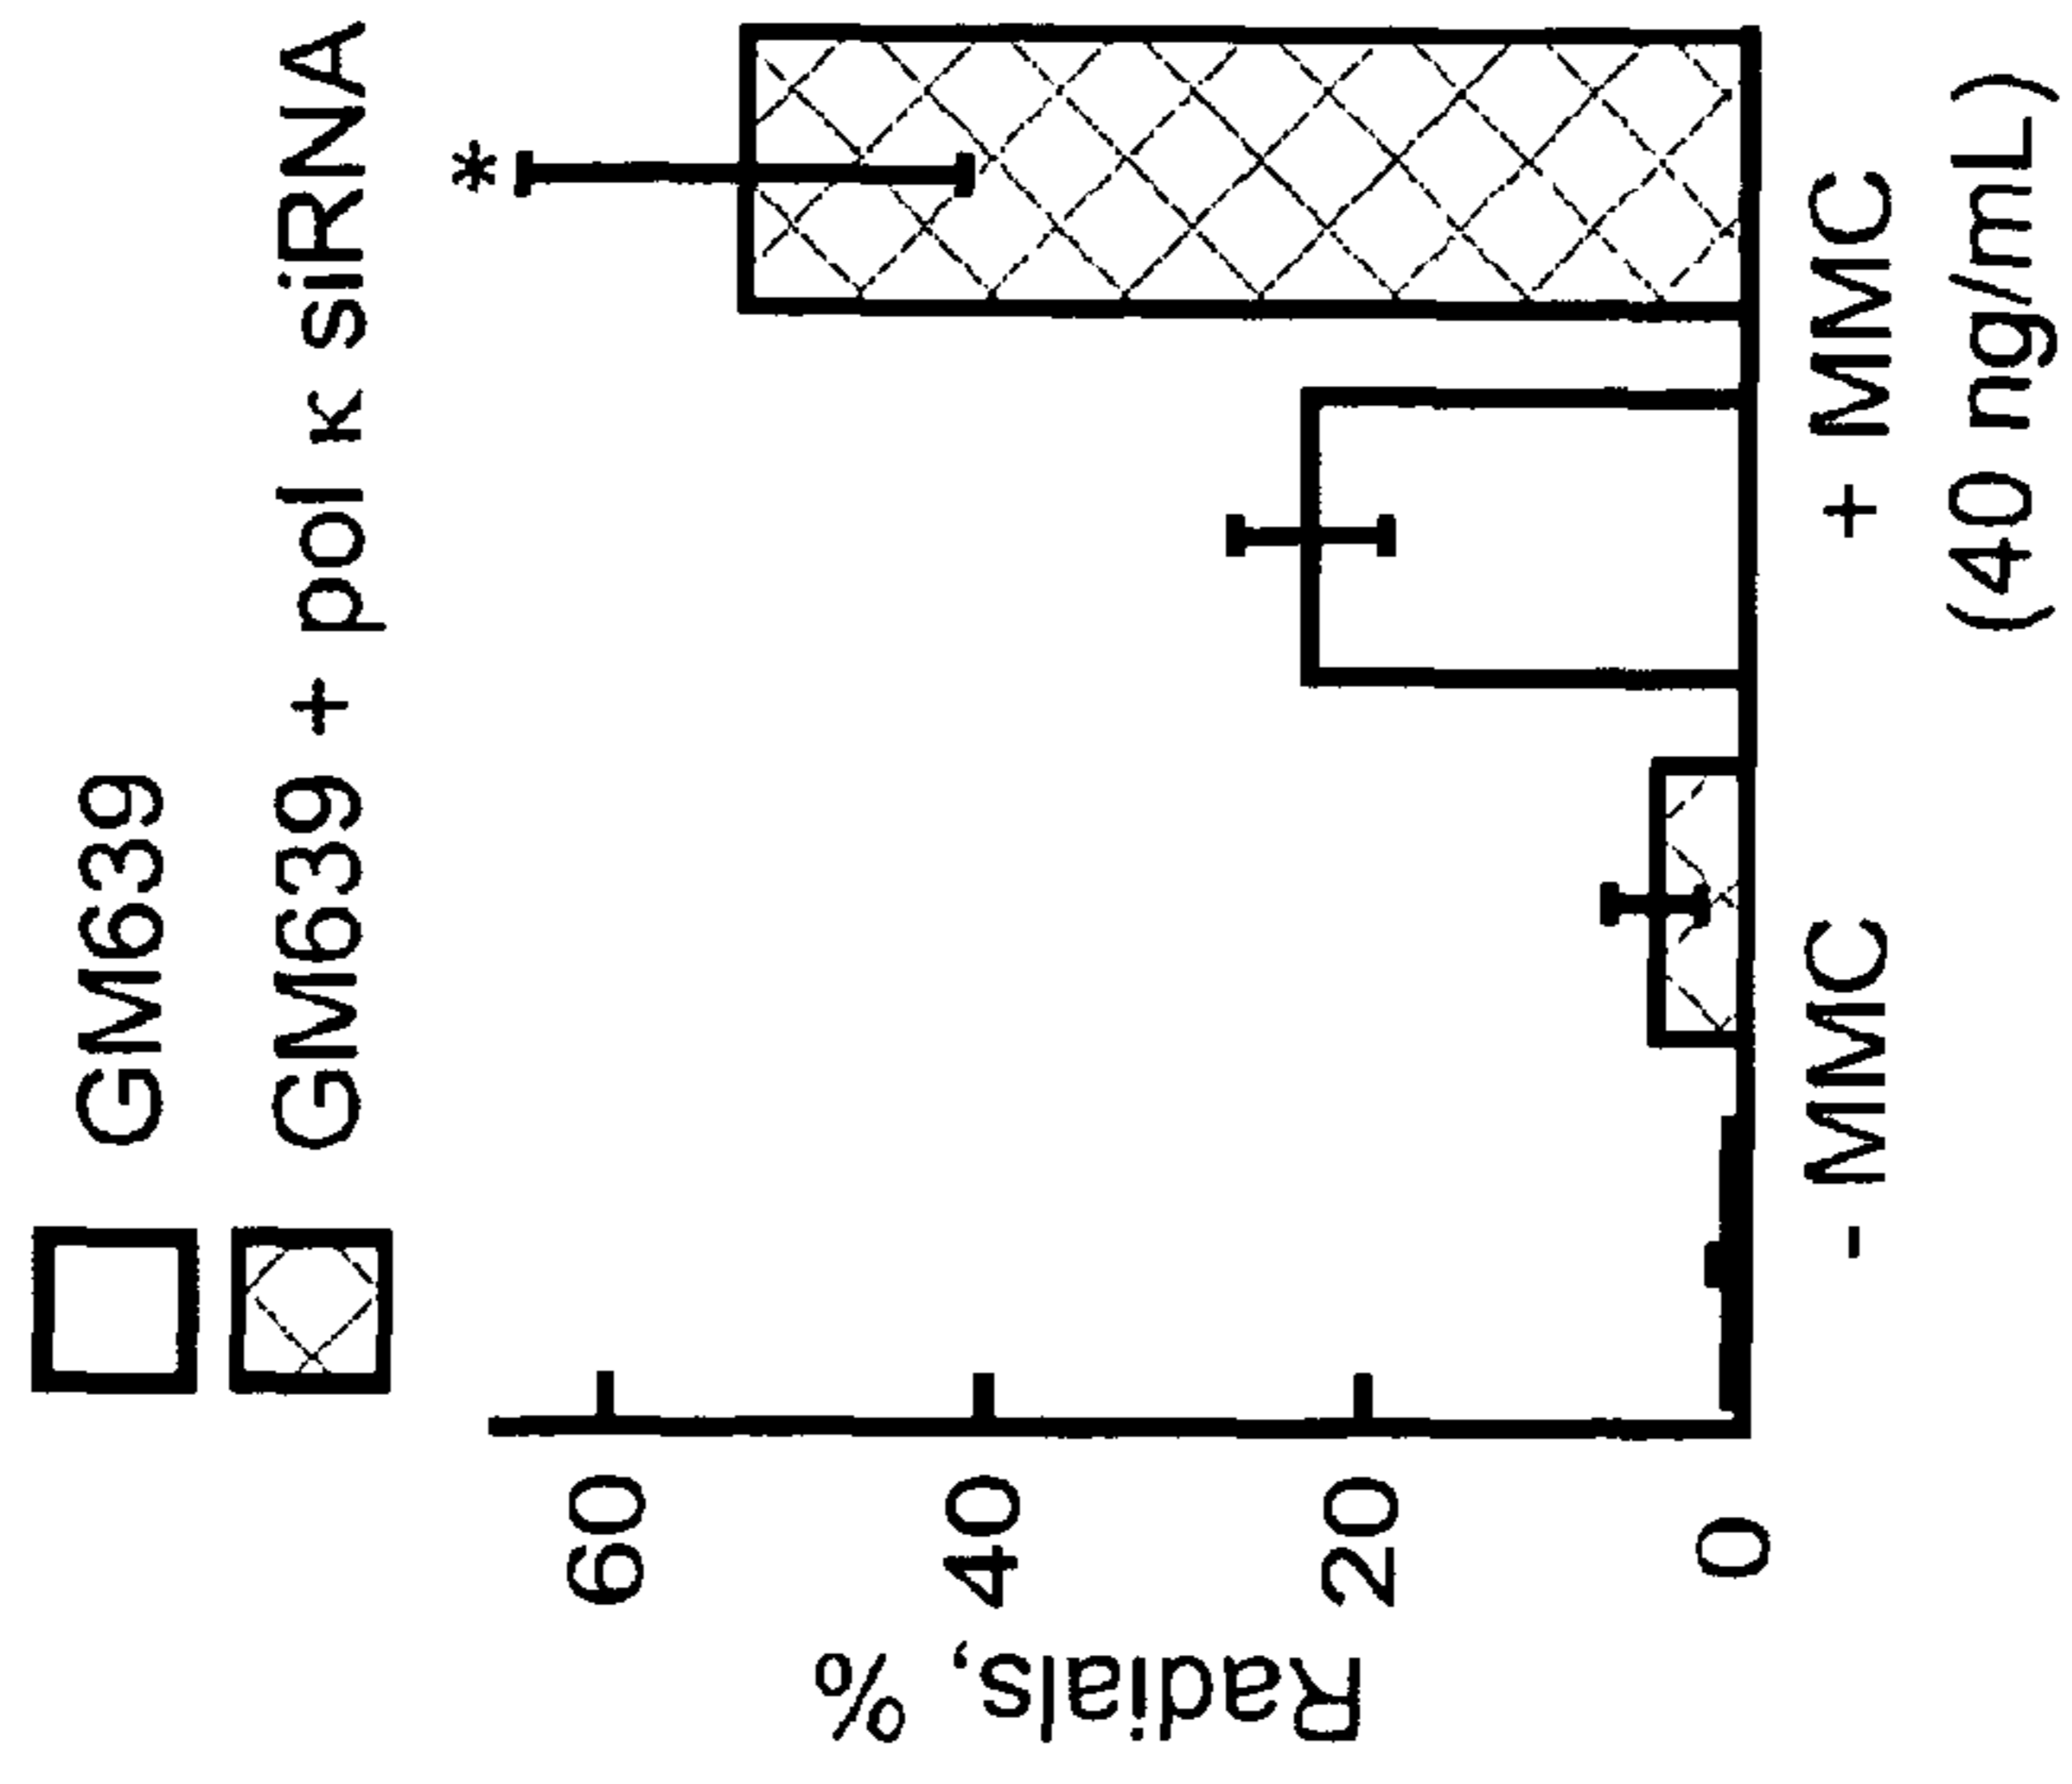 GM639
GM639 + pol κ siRNA
*
Radials, %
60
40
20
0
- MMC
+ MMC
(40 ng/mL)